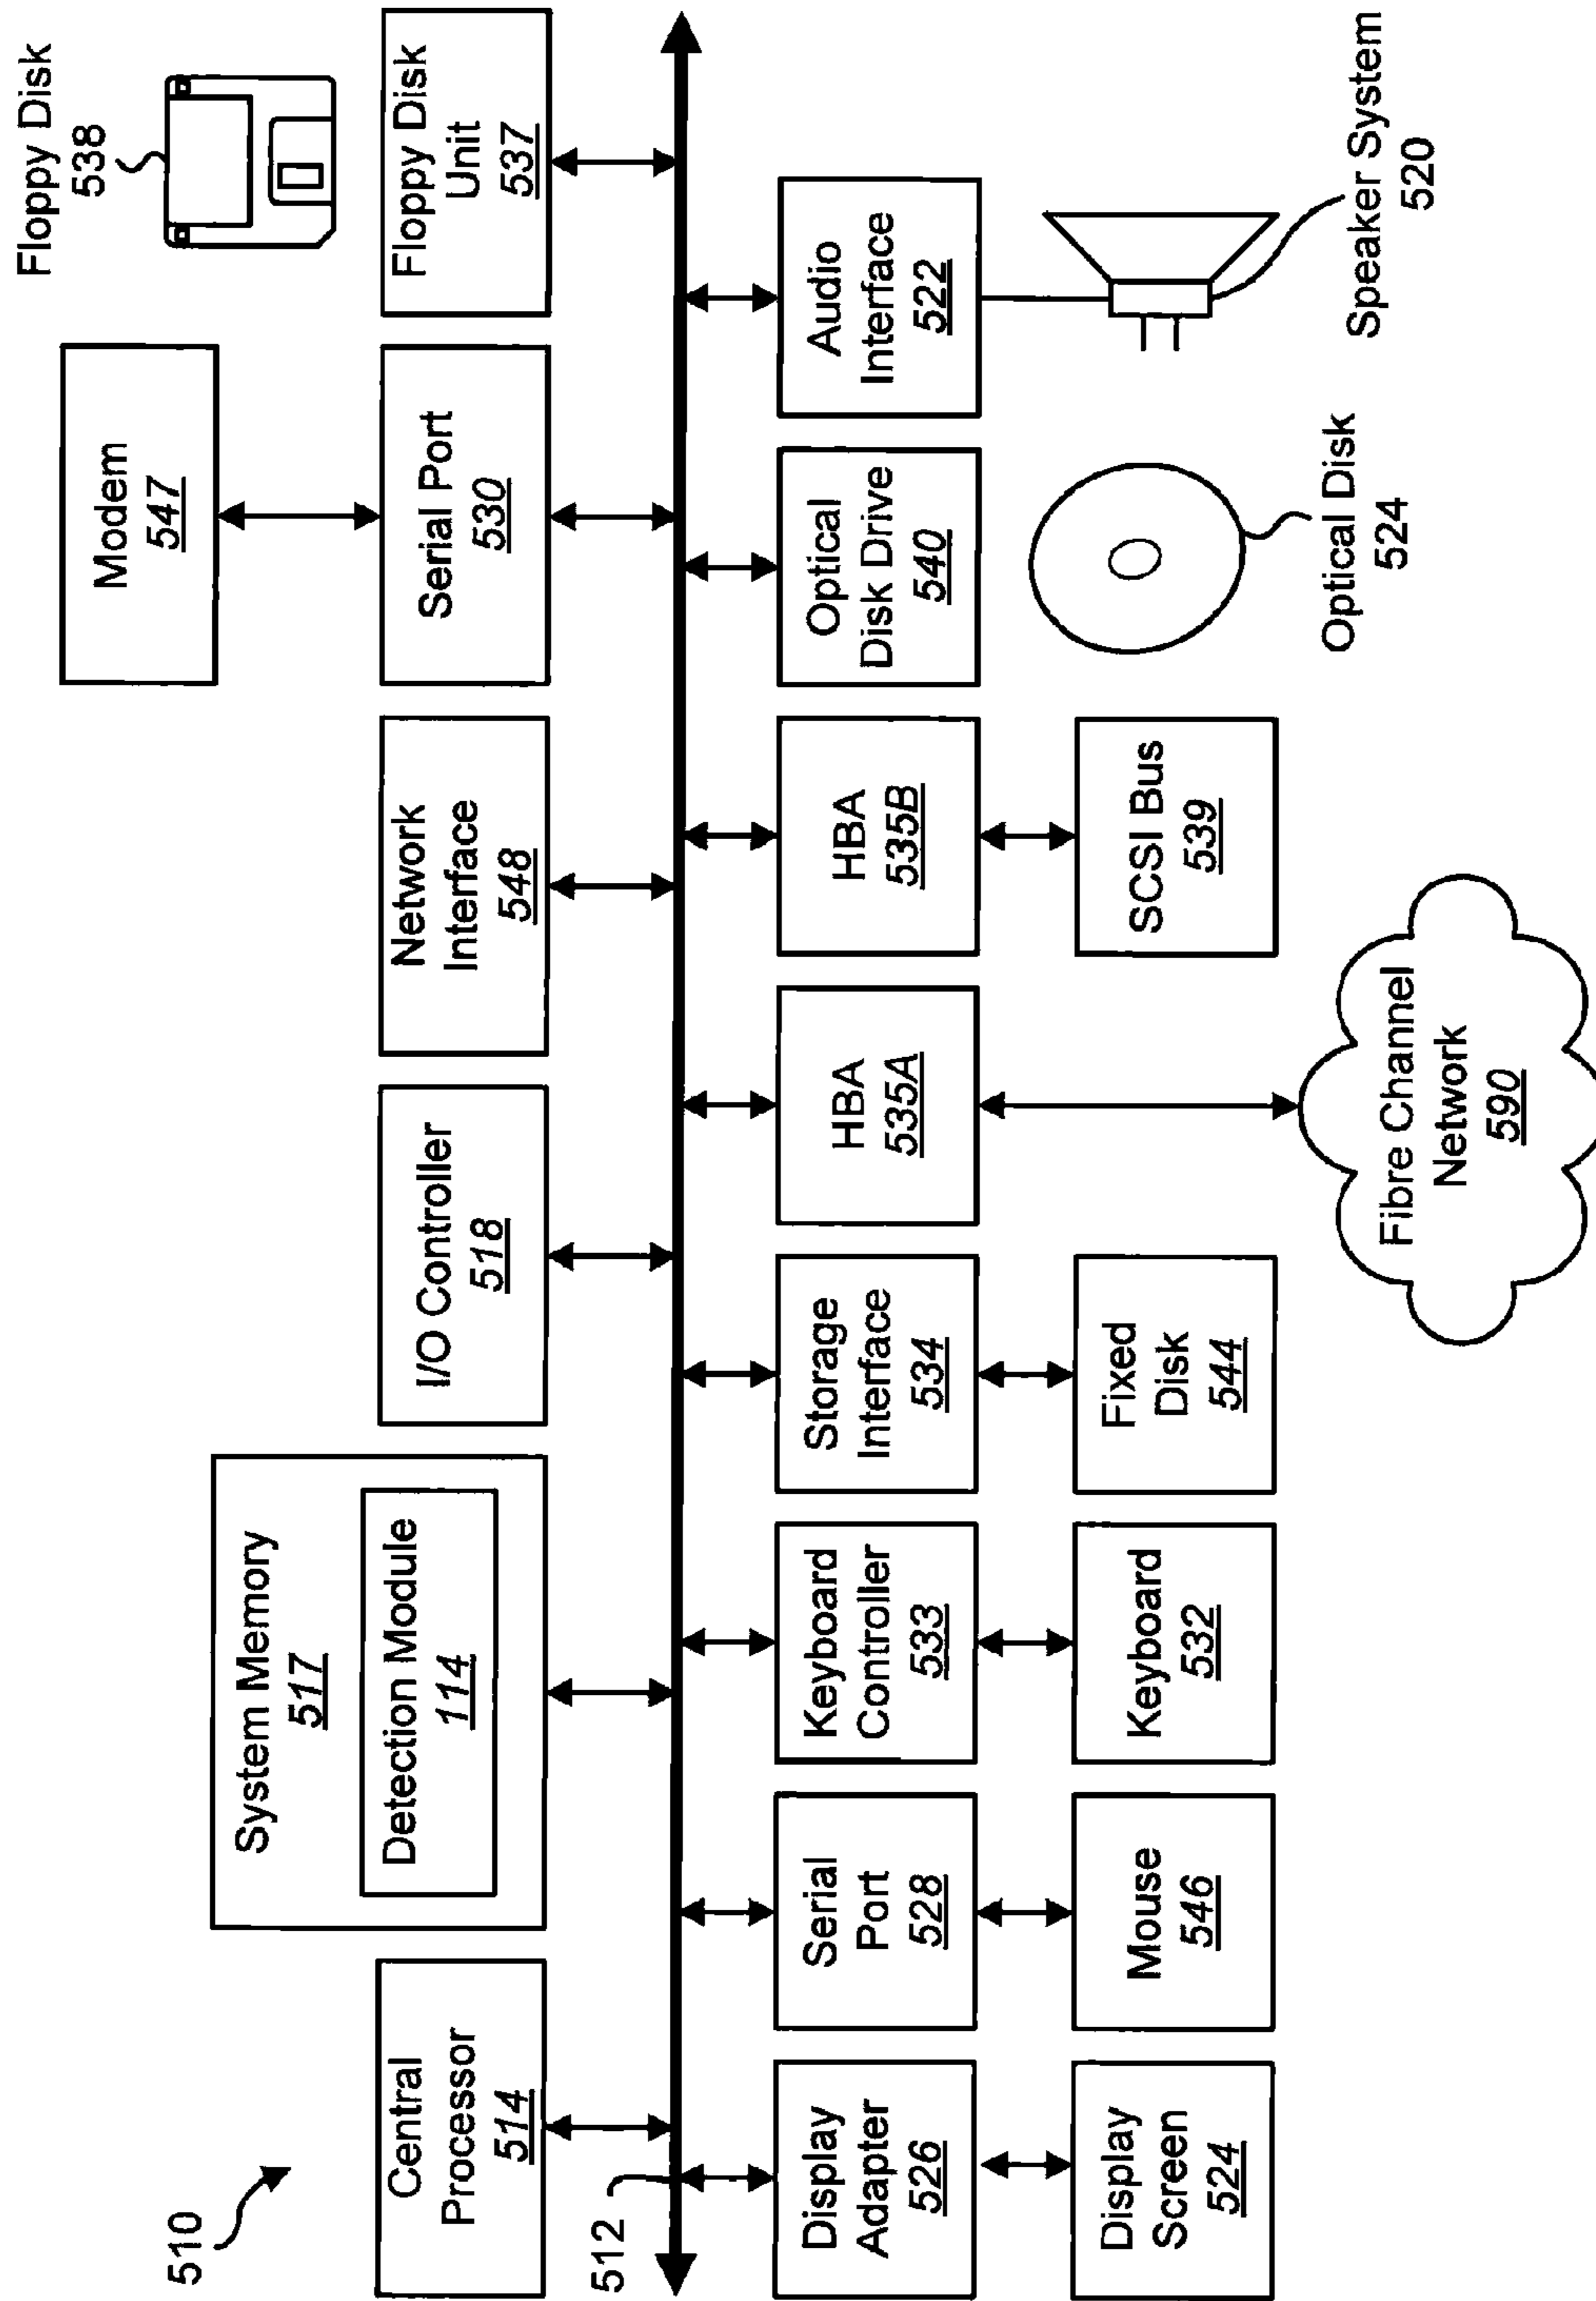 510
Floppy Disk
538
Modem
547
System Memory
517
Detection Module
114
Central
Processor
514
I/O Controller
518
Network
Interface
548
Serial Port
530
Floppy Disk
Unit
537
512
Display
Adapter
526
Serial
Port
528
Keyboard
Controller
533
Storage
Interface
534
HBA
535A
HBA
535B
Optical
Disk Drive
540
Audio
Interface
522
Display
Screen
524
Mouse
546
Keyboard
532
Fixed
Disk
544
Fibre Channel
Network
590
SCSI Bus
539
Optical Disk
524
Speaker System
520